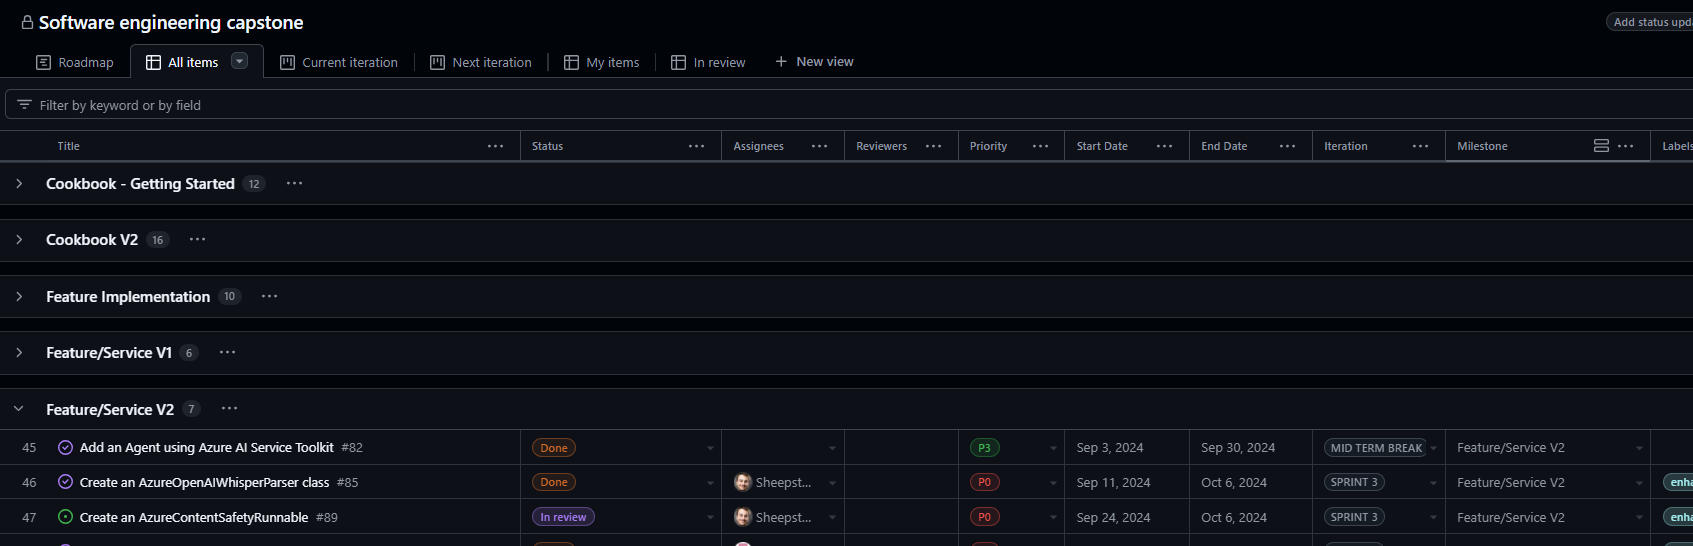 Software engineering capstone
Add status upda
Roadmap All items Current iteration Next iteration My items In review New view
Filter by keyword or by field
Title Status Assignees Reviewers Priority Start Date End Date Iteration Milestone Labels
Cookbook - Getting Started 12
Cookbook V2 16
Feature Implementation 10
Feature/Service V1 6
Feature/Service V2 7
45 Add an Agent using Azure AI Service Toolkit #82 Done P3 Sep 3, 2024 Sep 30, 2024 MID TERM BREAK Feature/Service V2
46 Create an AzureOpenAIWhisperParser class #85 Done Sheepst... P0 Sep 11, 2024 Oct 6, 2024 SPRINT 3 Feature/Service V2 enha
47 Create an AzureContentSafetyRunnable #89 In review Sheepst... P0 Sep 24, 2024 Oct 6, 2024 SPRINT 3 Feature/Service V2 enha